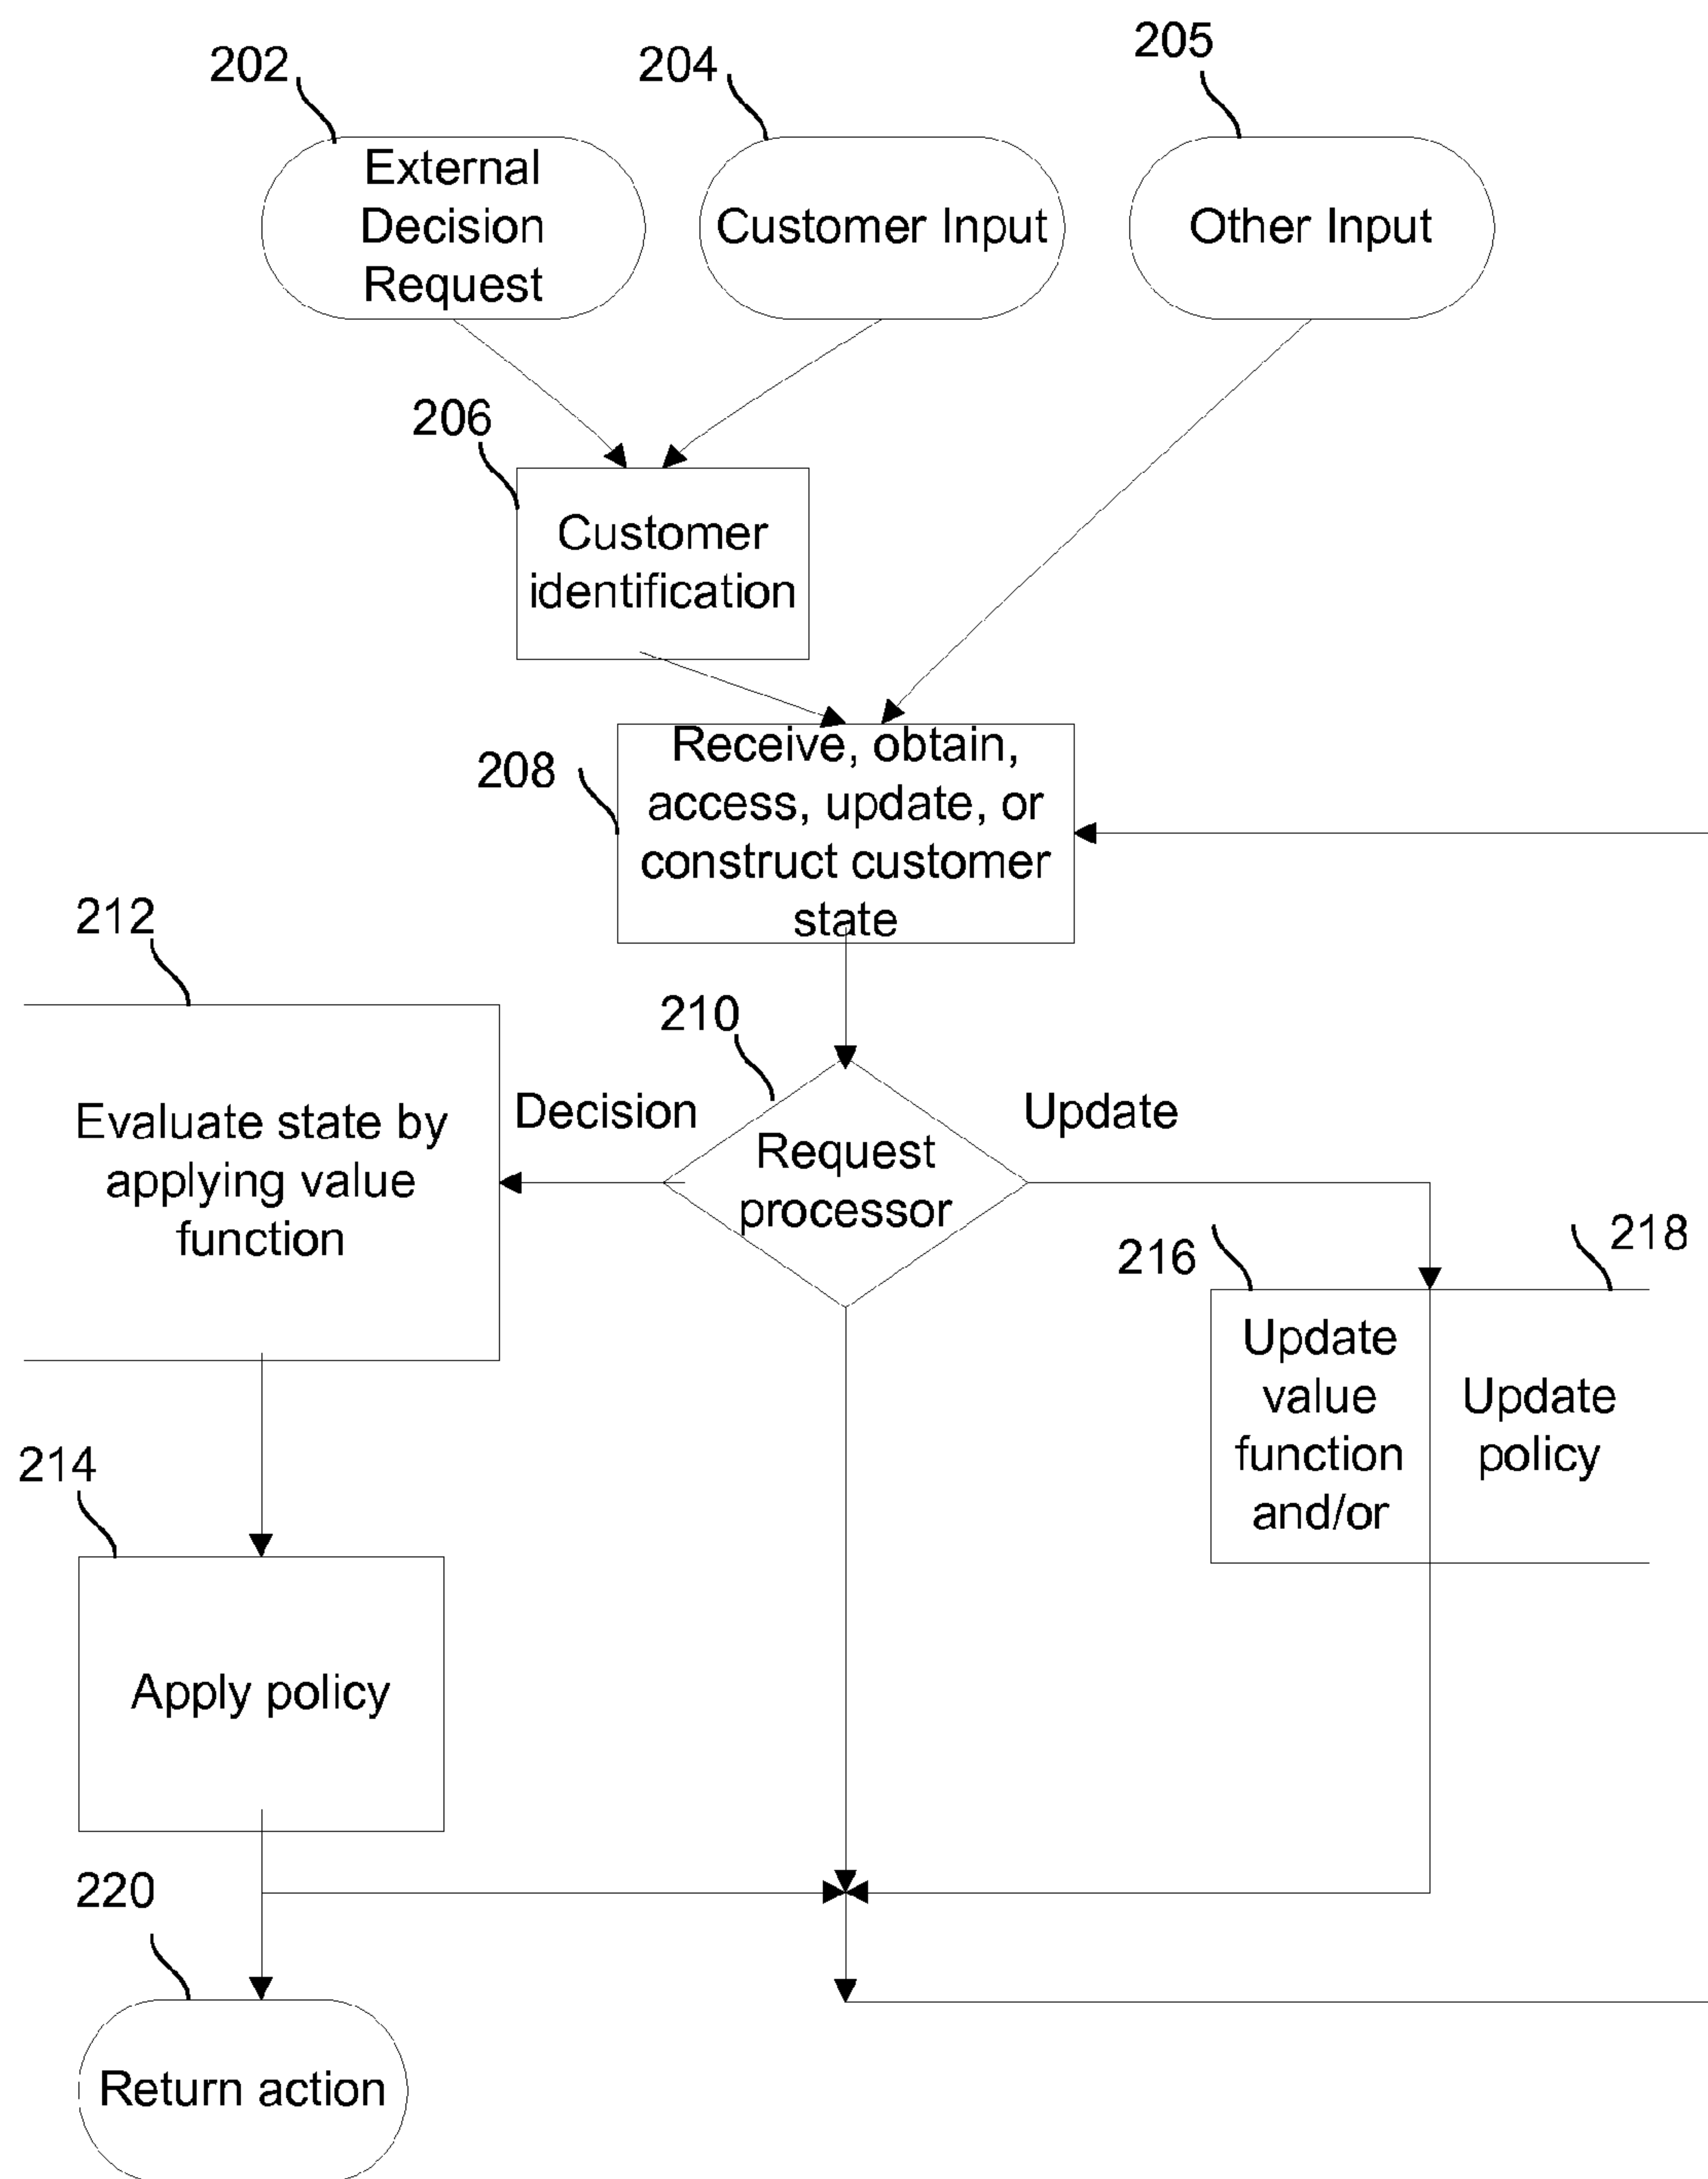 202
204
205
External
Decision
Request
Customer Input
Other Input
206
Customer
identification
208
Receive, obtain,
access, update, or
construct customer
state
212
210
Evaluate state by
applying value
function
Decision
Request
processor
Update
216
218
Update
value
function
and/or
Update
policy
214
Apply policy
220
Return action